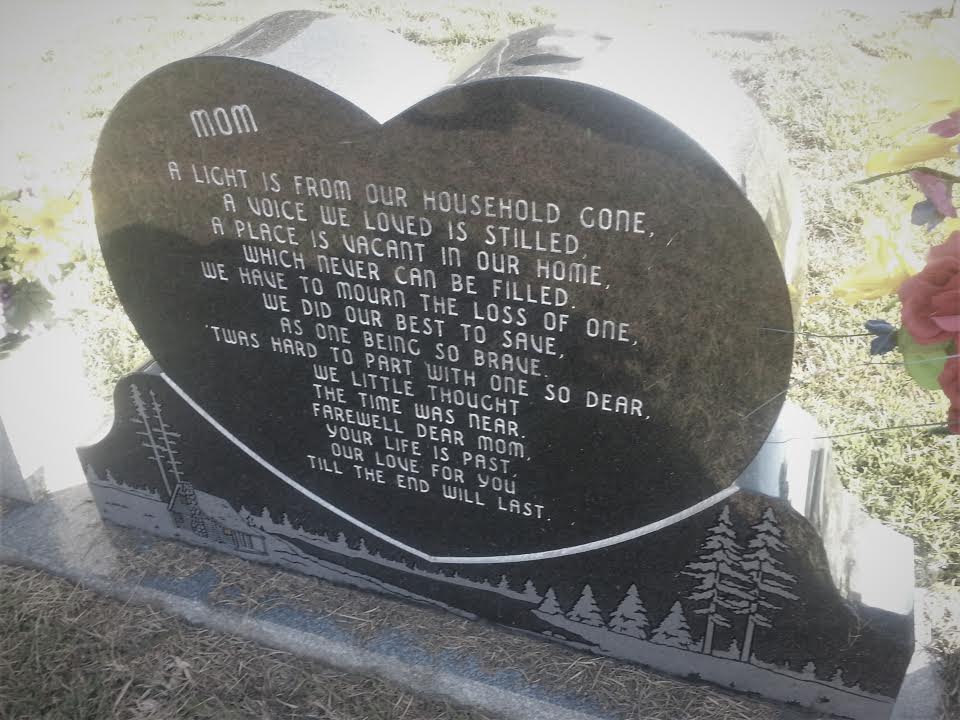 MOM
A LIGHT IS FROM OUR HOUSEHOLD GONE,
A VOICE WE LOVED IS STILLED,
A PLACE IS VACANT IN OUR HOME,
WHICH NEVER CAN BE FILLED.
WE HAVE TO MOURN THE LOSS OF ONE,
WE DID OUR BEST TO SAVE,
AS ONE BEING SO BRAVE.
'TWAS HARD TO PART WITH ONE SO DEAR,
WE LITTLE THOUGHT
THE TIME WAS NEAR.
FAREWELL DEAR MOM,
YOUR LIFE IS PAST,
OUR LOVE FOR YOU
TILL THE END WILL LAST.